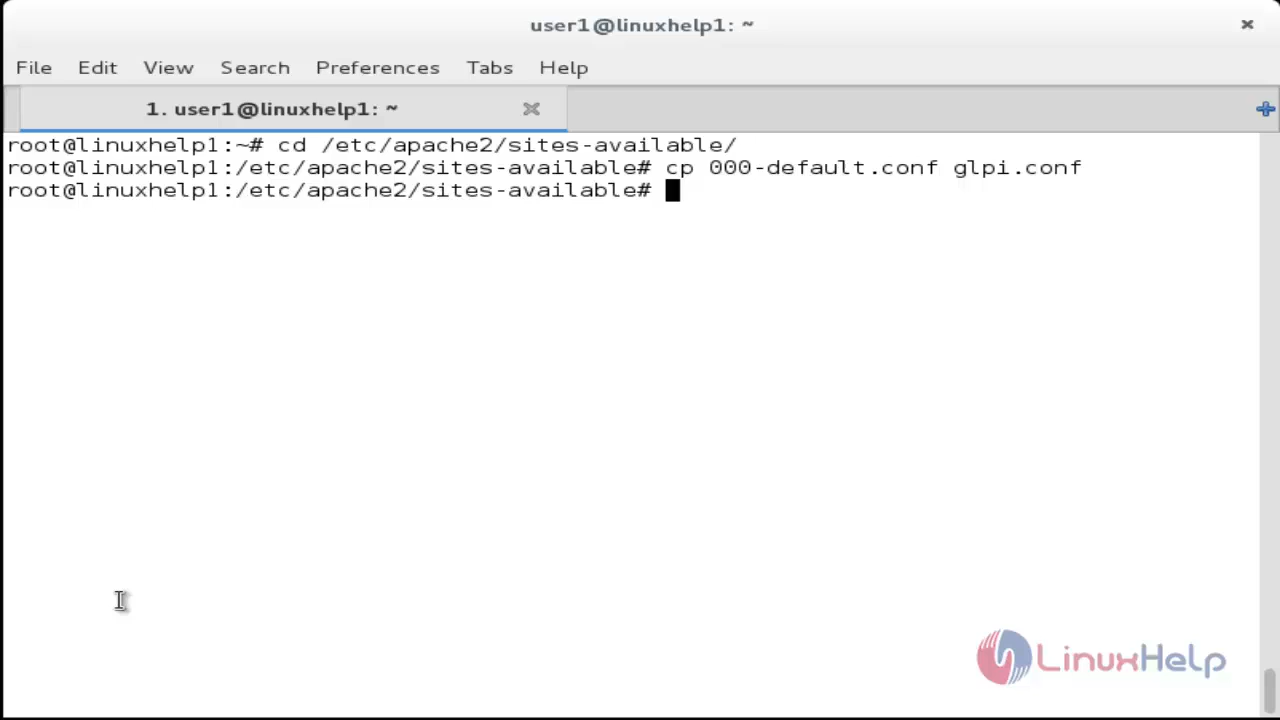 user1@linuxhelp1: ~
File Edit View Search Preferences Tabs Help
1. user1@linuxhelp1: ~
root@linuxhelp1:~# cd /etc/apache2/sites-available/
root@linuxhelp1:/etc/apache2/sites-available# cp 000-default.conf glpi.conf
root@linuxhelp1:/etc/apache2/sites-available#
LinuxHelp